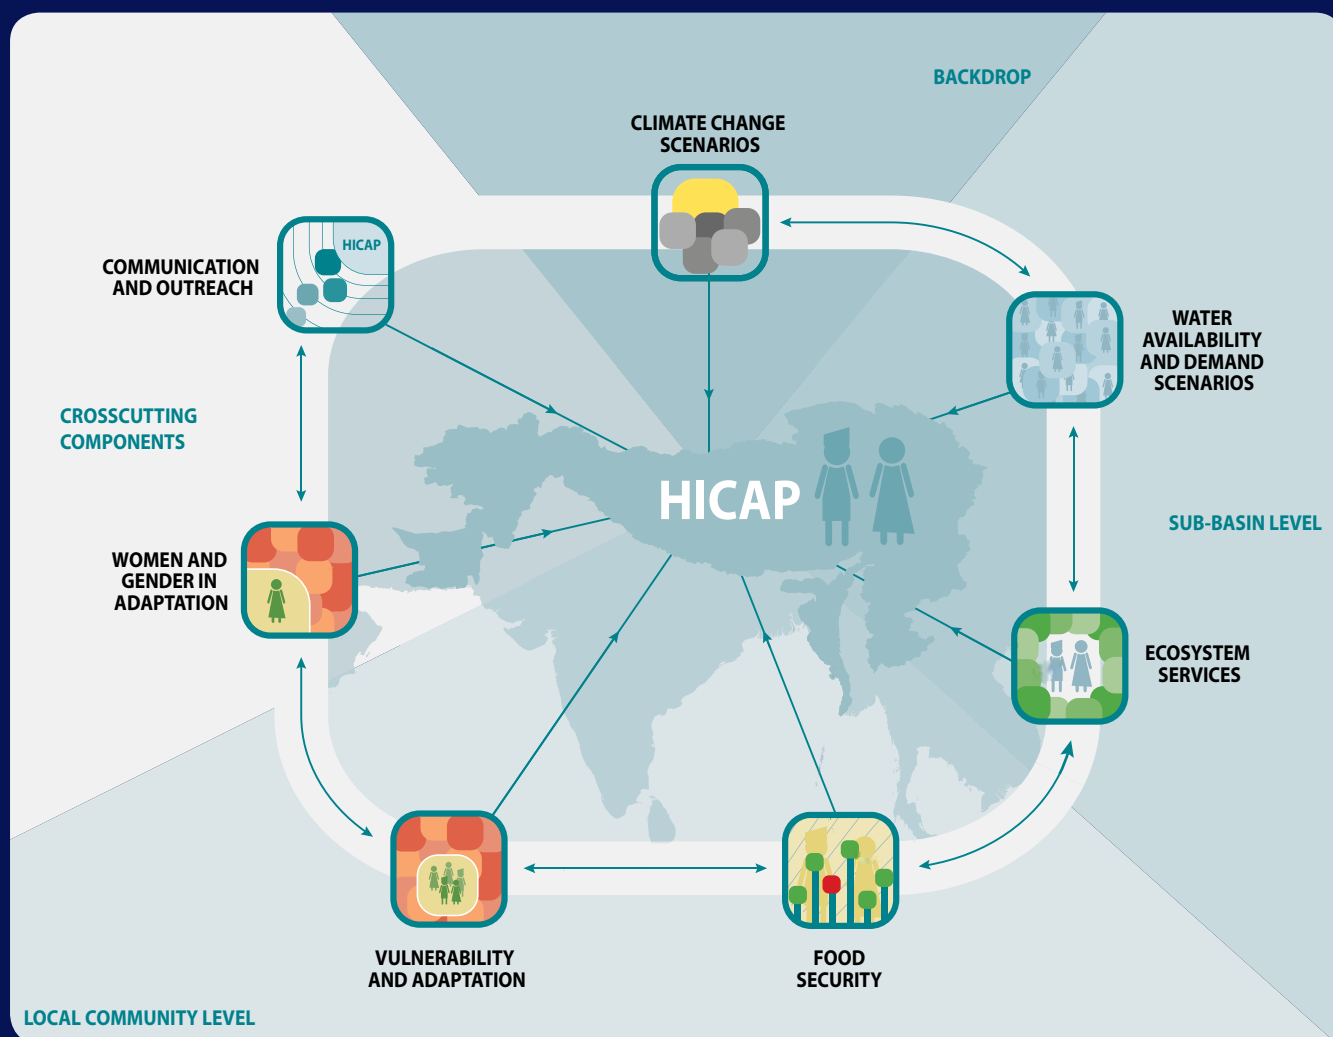 BACKDROP
CLIMATE CHANGE
SCENARIOS
HICAP
COMMUNICATION
AND OUTREACH
WATER
AVAILABILITY
AND DEMAND
SCENARIOS
CROSSCUTTING
COMPONENTS
HICAP
SUB-BASIN LEVEL
WOMEN AND
GENDER IN
ADAPTATION
ECOSYSTEM
SERVICES
VULNERABILITY
AND ADAPTATION
FOOD
SECURITY
LOCAL COMMUNITY LEVEL